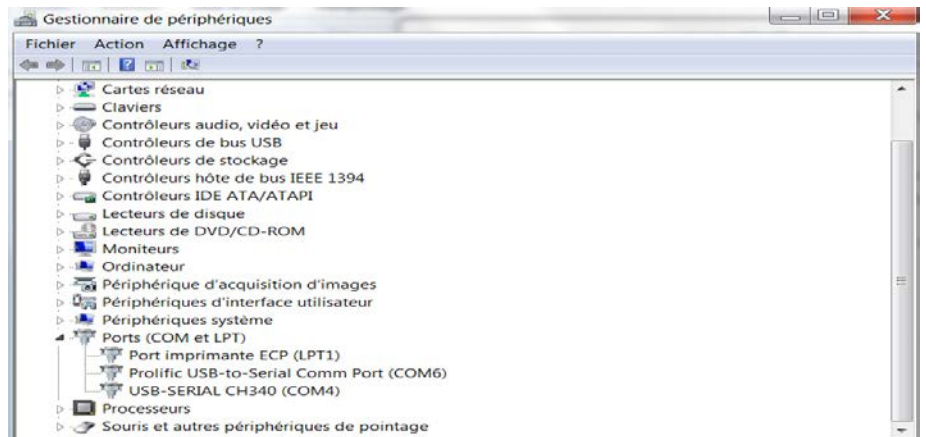 Gestionnaire de périphériques
Fichier Action Affichage ?
Cartes réseau
Claviers
Contrôleurs audio, vidéo et jeu
Contrôleurs de bus USB
Contrôleurs de stockage
Contrôleurs hôte de bus IEEE 1394
Contrôleurs IDE ATA/ATAPI
Lecteurs de disque
Lecteurs de DVD/CD-ROM
Moniteurs
Ordinateur
Périphérique d'acquisition d'images
Périphériques d'interface utilisateur
Périphériques système
Ports (COM et LPT)
Port imprimante ECP (LPT1)
Prolific USB-to-Serial Comm Port (COM6)
USB-SERIAL CH340 (COM4)
Processeurs
Souris et autres périphériques de pointage